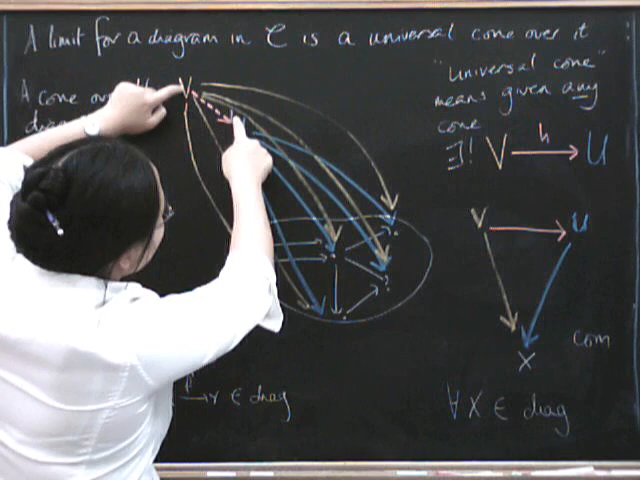 A limit for a diagram in C is a universal cone over it
"universal cone"
means given any
cone
∃! V h U
A cone over
V
V U
X
com
∀ X ∈ diag
→ Y ∈ diag